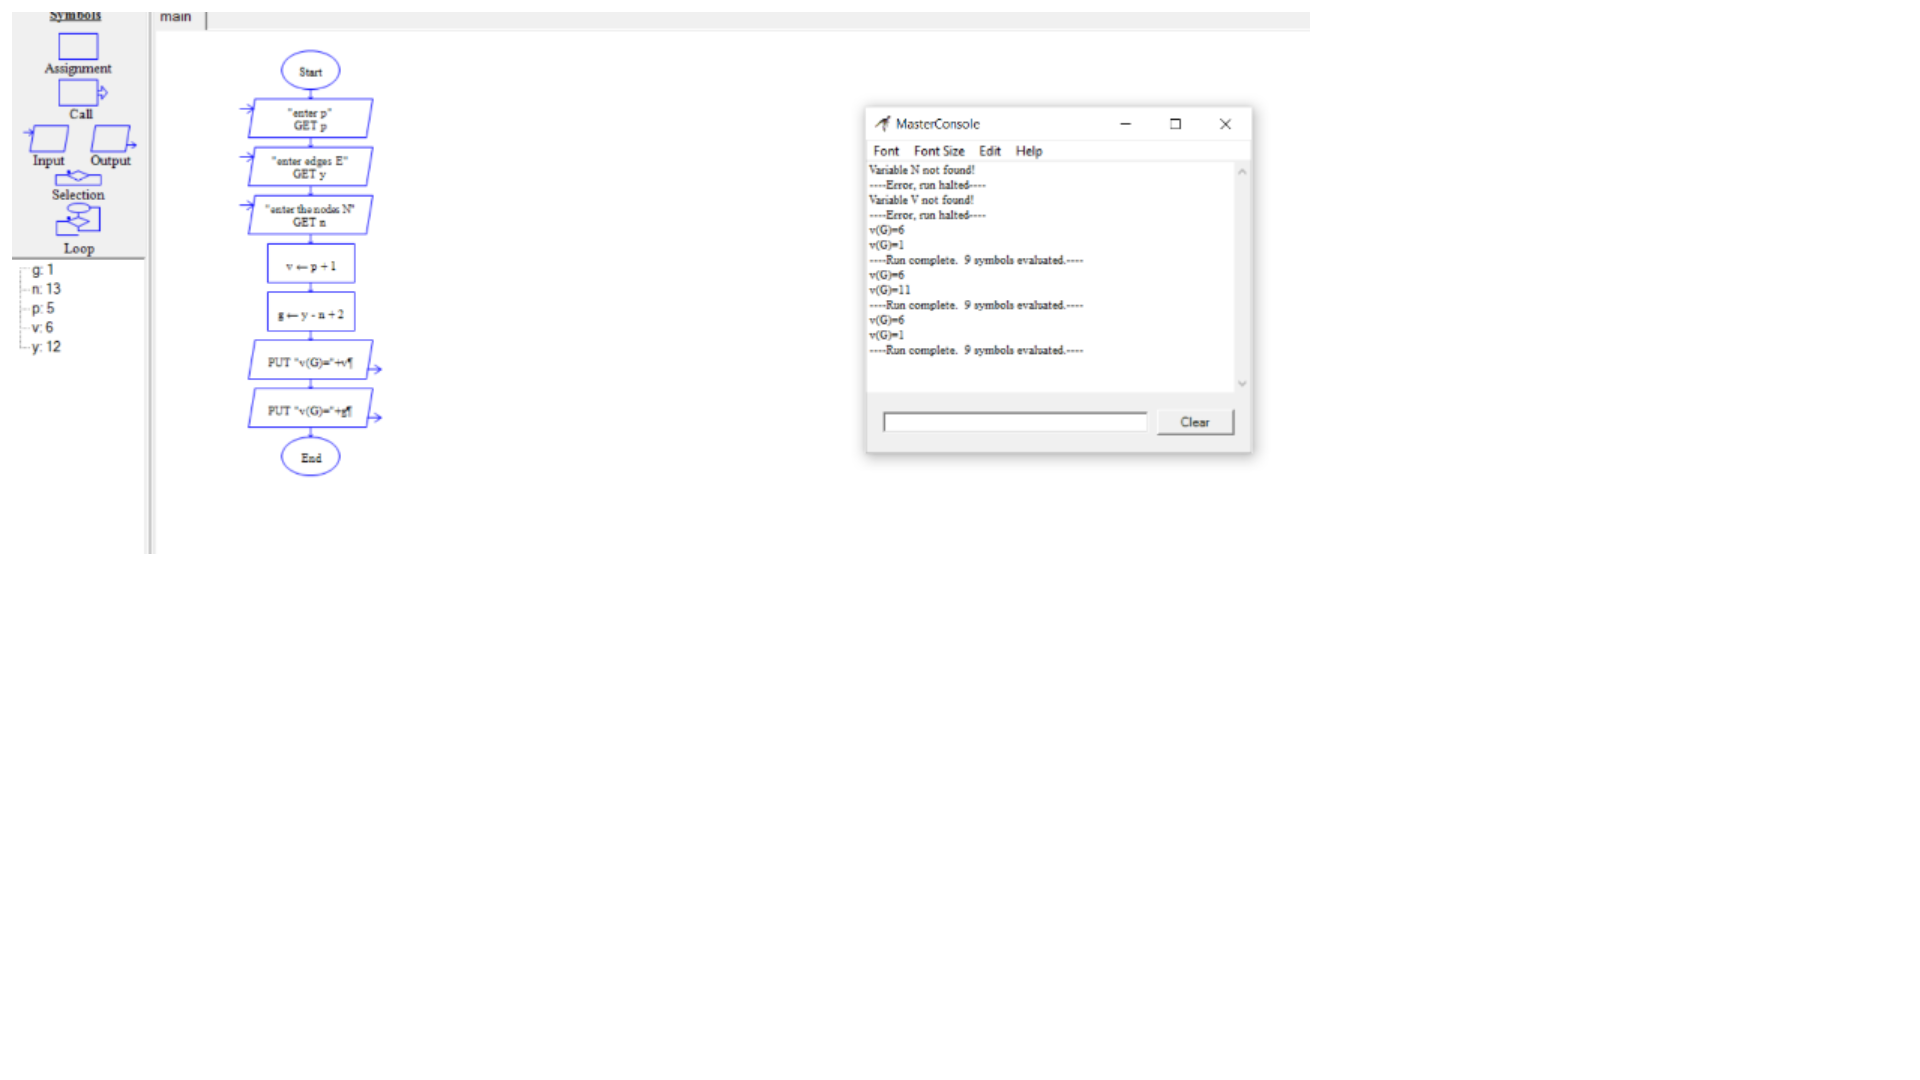 Symbols
main
Assignment
Call
Input Output
Selection
Loop
g: 1
n: 13
p: 5
v: 6
y: 12
Start
"enter p"
GET p
"enter edges E"
GET y
"enter the nodes N"
GET n
v ← p + 1
g ← y - n + 2
PUT "v(G)="+v¶
PUT "v(G)="+g¶
End
MasterConsole
Font Font Size Edit Help
Variable N not found!
----Error, run halted----
Variable V not found!
----Error, run halted----
v(G)=6
v(G)=1
----Run complete. 9 symbols evaluated.----
v(G)=6
v(G)=11
----Run complete. 9 symbols evaluated.----
v(G)=6
v(G)=1
----Run complete. 9 symbols evaluated.----
Clear